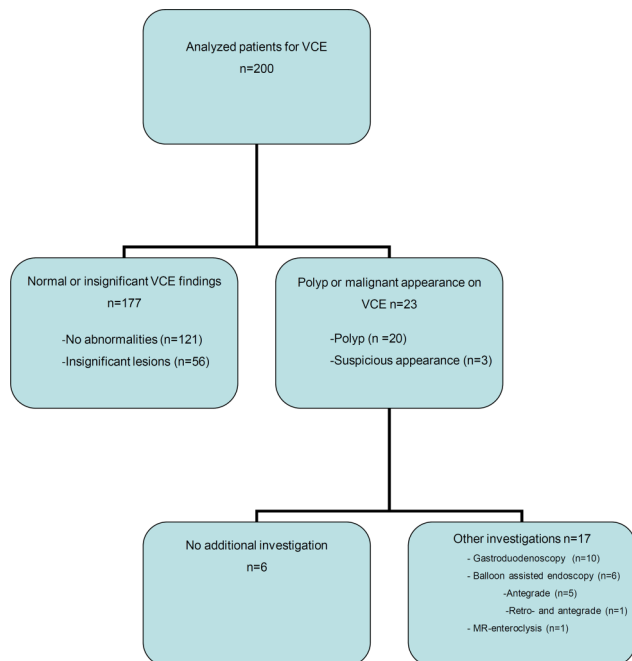 Analyzed patients for VCE
n=200
Normal or insignificant VCE findings
n=177
-No abnormalities (n=121)
-Insignificant lesions (n=56)
Polyp or malignant appearance on
VCE n=23
-Polyp (n =20)
-Suspicious appearance (n=3)
No additional investigation
n=6
Other investigations n=17
- Gastroduodenoscopy (n=10)
- Balloon assisted endoscopy (n=6)
-Antegrade (n=5)
-Retro- and antegrade (n=1)
- MR-enteroclysis (n=1)